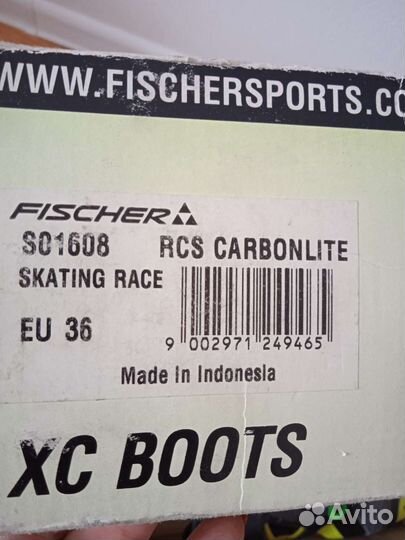 WWW.FISCHERSPORTS.CO
FISCHER
S01608 RCS CARBONLITE
SKATING RACE
EU 36
9 002971 249465
Made In Indonesia
XC BOOTS
Avito